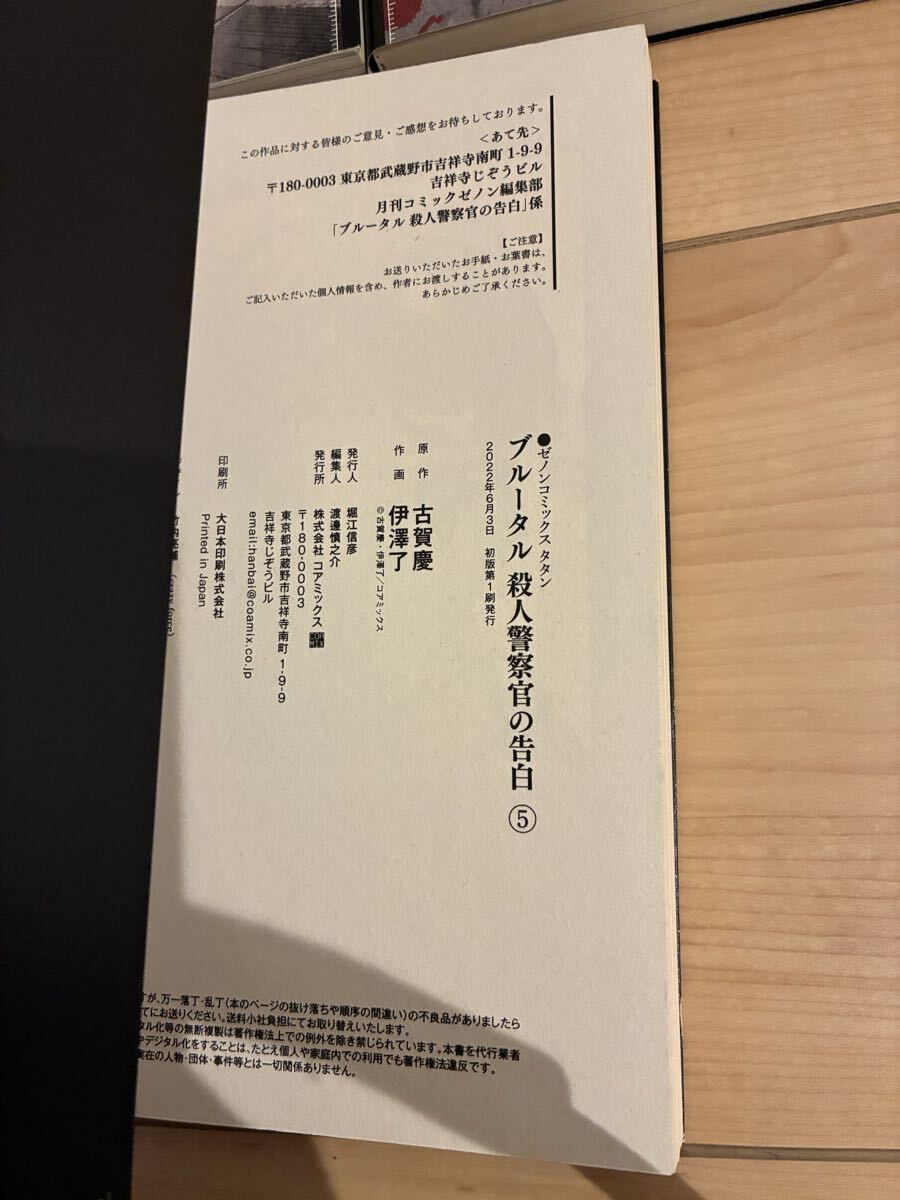 この作品に対する皆様のご意見・ご感想をお待ちしております。
<あて先>
〒180-0003 東京都武蔵野市吉祥寺南町 1-9-9
吉祥寺じぞうビル
月刊コミックゼノン編集部
「ブルータル 殺人警察官の告白」係
【ご注意】
お送りいただいたお手紙・お葉書は、
ご記入いただいた個人情報を含め、作者にお渡しすることがあります。
あらかじめご了承ください。
●ゼノンコミックス タタン
ブルータル 殺人警察官の告白 ⑤
2022年6月3日 初版第1刷発行
原作 古賀慶
作画 伊澤了
©古賀慶・伊澤了/コアミックス
発行人 堀江信彦
編集人 渡邊慎之介
発行所 株式会社 コアミックス COA MIX
〒180-0003
東京都武蔵野市吉祥寺南町 1-9-9
吉祥寺じぞうビル
email:hanbai@coamix.co.jp
印刷所 大日本印刷株式会社
Printed in Japan
すが、万一落丁・乱丁(本のページの抜け落ちや順序の間違い)の不良品がありましたら
てにお送りください。送料小社負担にてお取り替えいたします。
タル化等の無断複製は著作権法上での例外を除き禁じられています。本書を代行業者
やデジタル化をすることは、たとえ個人や家庭内での利用でも著作権法違反です。
実在の人物・団体・事件等とは一切関係ありません。